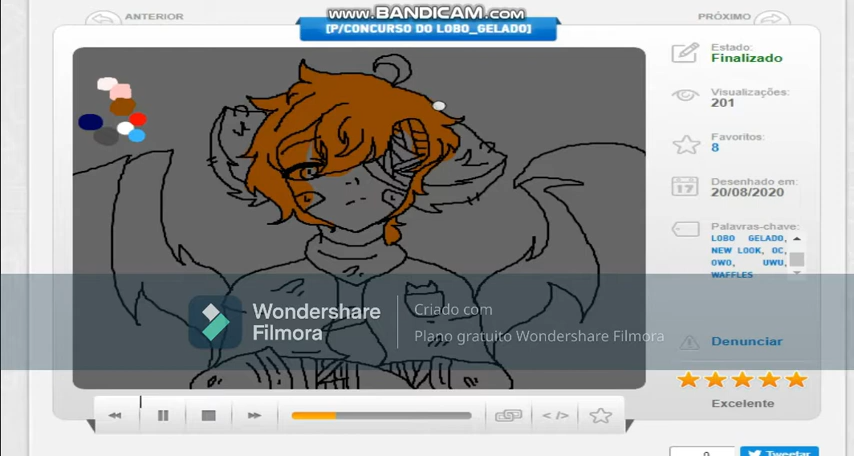 ANTERIOR
www.BANDICAM.com
PRÓXIMO
[P/CONCURSO DO LOBO_GELADO]
Estado:
Finalizado
Visualizações:
201
Favoritos:
8
Desenhado em:
17
20/08/2020
Palavras-chave:
LOBO GELADO,
NEW LOOK, OC,
OWO, UWU,
WAFFLES
Wondershare
Filmora
Criado com
Plano gratuito Wondershare Filmora
Denunciar
Excelente
</> 
0
Tweetar